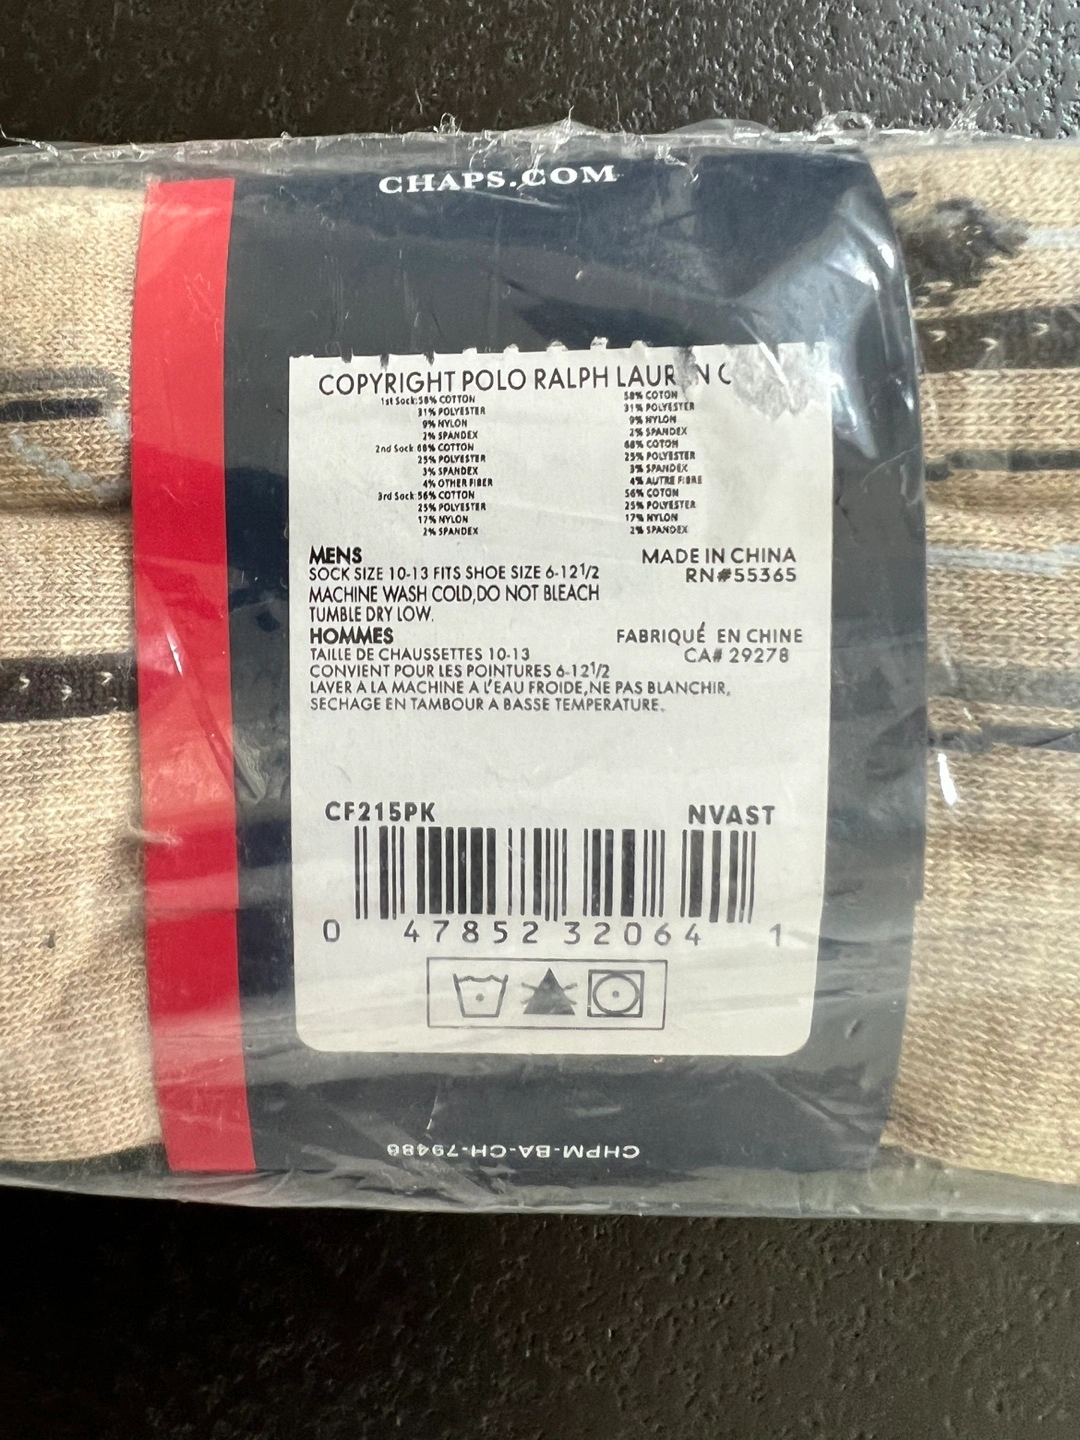 CHAPS.COM
COPYRIGHT POLO RALPH
1st Sock:58% COTTON
31% POLYESTER
9% NYLON
2% SPANDEX
2nd Sock 68% COTTON
25% POLYESTER
3% SPANDEX
4% OTHER FIBER
3rd Sock 56% COTTON
25% POLYESTER
17% NYLON
2% SPANDEX
58% COTON
31% POLYESTER
9% NYLON
2% SPANDEX
68% COTON
25% POLYESTER
3% SPANDEX
4% AUTRE FIBRE
56% COTON
25% POLYESTER
17% NYLON
2% SPANDEX
MENS
SOCK SIZE 10-13 FITS SHOE SIZE 6-12 1/2
MACHINE WASH COLD,DO NOT BLEACH
TUMBLE DRY LOW.
MADE IN CHINA
RN#55365
HOMMES
TAILLE DE CHAUSSETTES 10-13
CONVIENT POUR LES POINTURES 6-12 1/2
LAVER A LA MACHINE A L'EAU FROIDE,NE PAS BLANCHIR,
SECHAGE EN TAMBOUR A BASSE TEMPERATURE.
FABRIQUÉ EN CHINE
CA# 29278
CF215PK NVAST
0 47852 32064 1
CHPM-BA-CH-79486